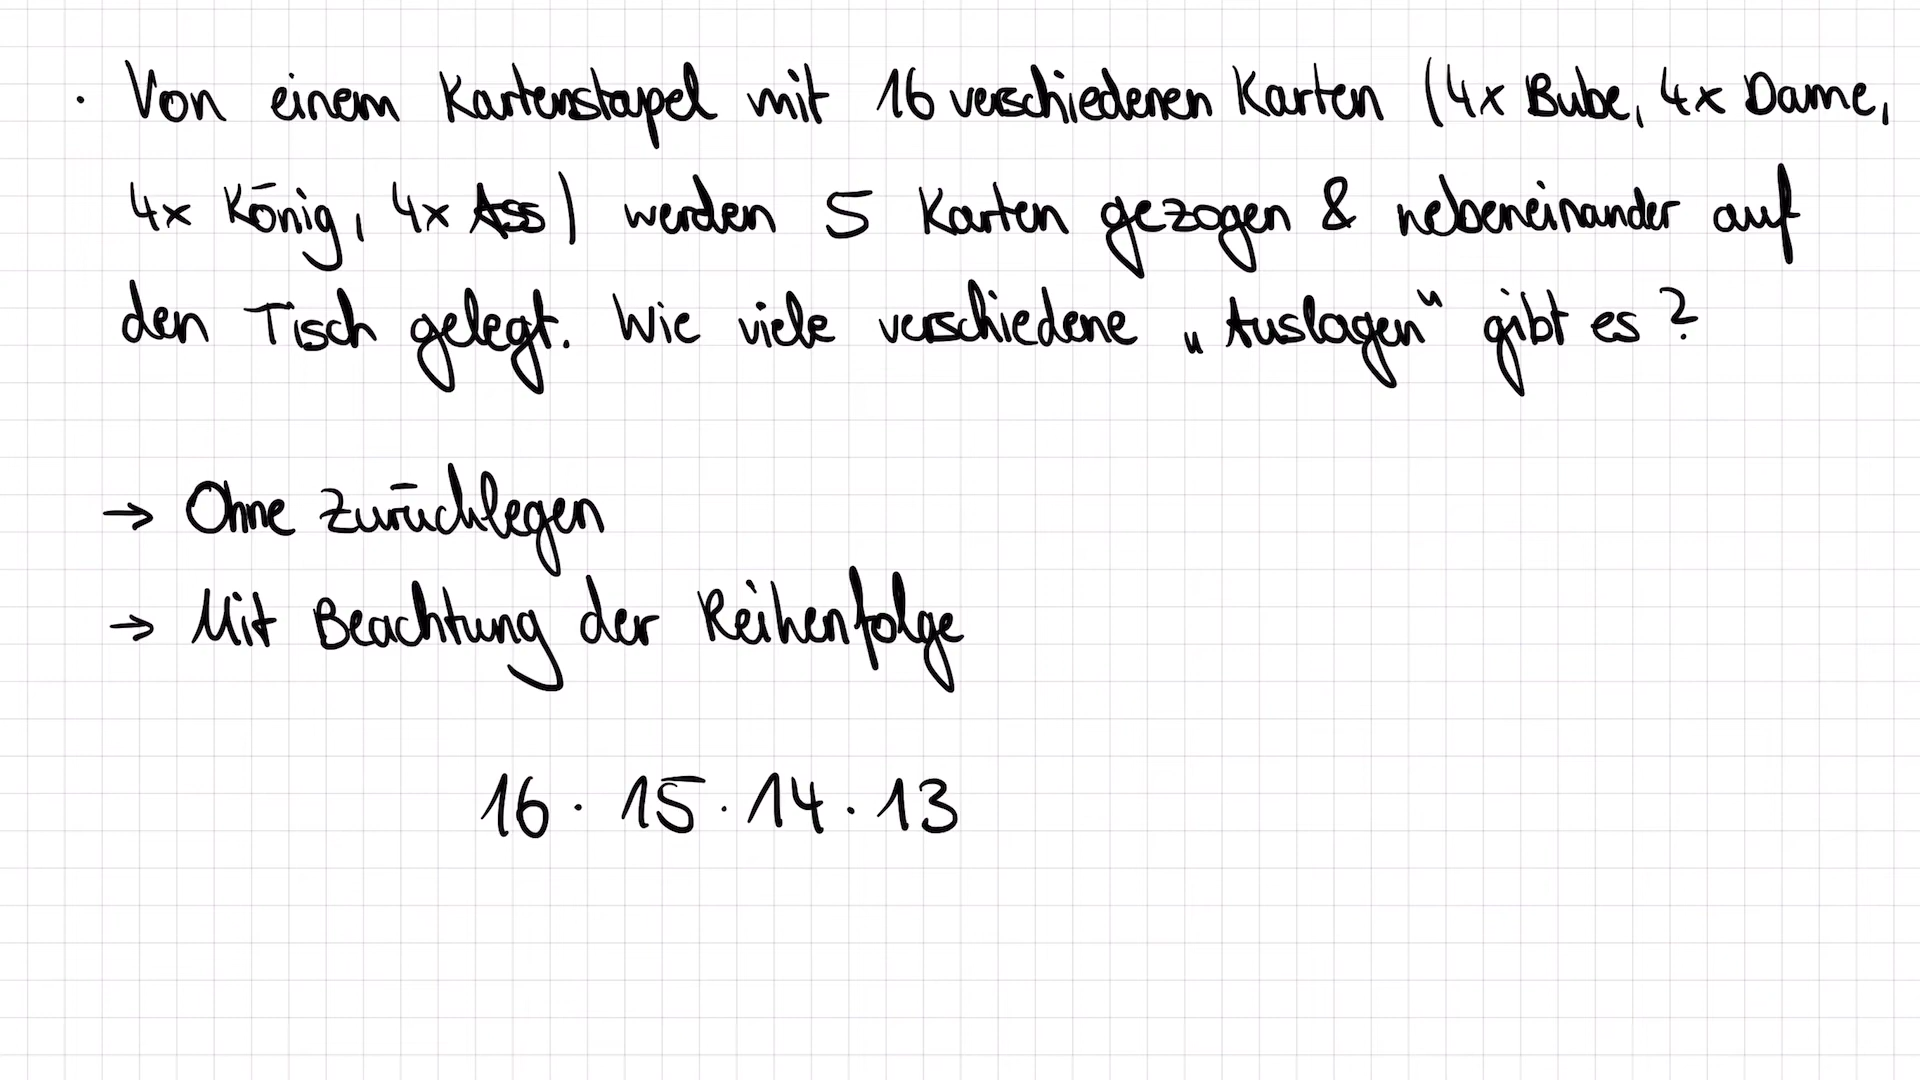 · Von einem Kartenstapel mit 16 verschiedenen Karten (4x Bube, 4x Dame,
4x König, 4x Ass) werden 5 Karten gezogen & nebeneinander auf
den Tisch gelegt. Wie viele verschiedene „Auslagen“ gibt es?
→ Ohne Zurücklegen
→ Mit Beachtung der Reihenfolge
16 · 15 · 14 · 13